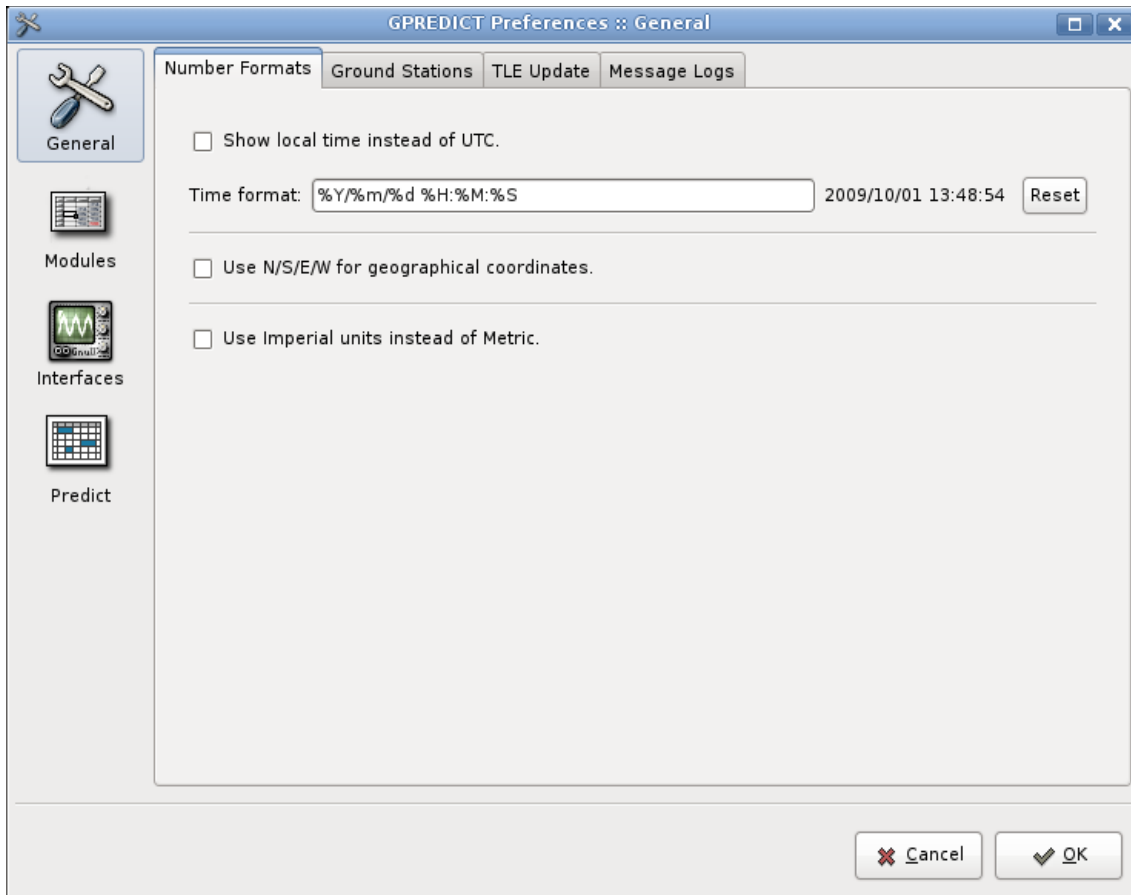 GPREDICT Preferences :: General
General
Modules
Interfaces
Predict
Number Formats Ground Stations TLE Update Message Logs
Show local time instead of UTC.
Time format: %Y/%m/%d %H:%M:%S 2009/10/01 13:48:54 Reset
Use N/S/E/W for geographical coordinates.
Use Imperial units instead of Metric.
Cancel OK